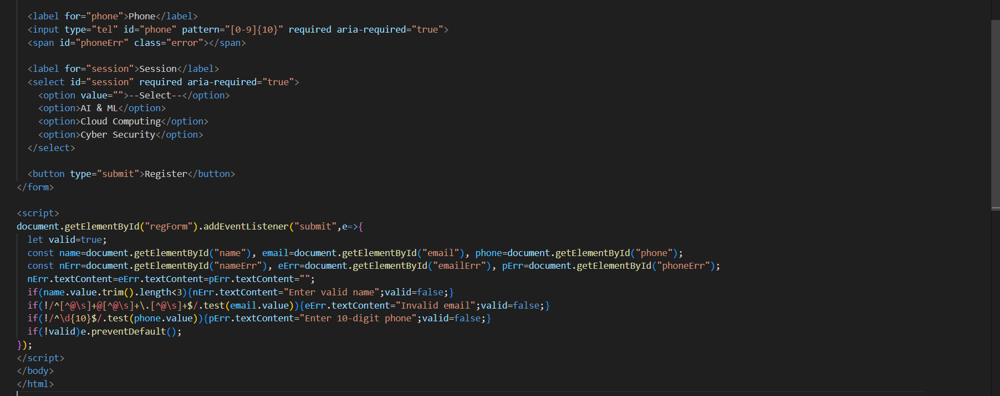 <label for="phone">Phone</label>
<input type="tel" id="phone" pattern="[0-9]{10}" required aria-required="true">
<span id="phoneErr" class="error"></span>
<label for="session">Session</label>
<select id="session" required aria-required="true">
<option value="">--Select--</option>
<option>AI & ML</option>
<option>Cloud Computing</option>
<option>Cyber Security</option>
</select>
<button type="submit">Register</button>
</form>
<script>
document.getElementById("regForm").addEventListener("submit",e=>{
let valid=true;
const name=document.getElementById("name"), email=document.getElementById("email"), phone=document.getElementById("phone");
const nErr=document.getElementById("nameErr"), eErr=document.getElementById("emailErr"), pErr=document.getElementById("phoneErr");
nErr.textContent=eErr.textContent=pErr.textContent="";
if(name.value.trim().length<3){nErr.textContent="Enter valid name";valid=false;}
if(!/^[^@\s]+@[^@\s]+\.[^@\s]+$/.test(email.value)){eErr.textContent="Invalid email";valid=false;}
if(!/^\d{10}$/.test(phone.value)){pErr.textContent="Enter 10-digit phone";valid=false;}
if(!valid)e.preventDefault();
});
</script>
</body>
</html>